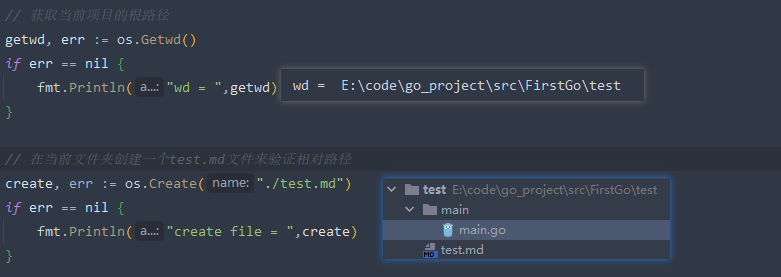 // 获取当前项目的根路径
getwd, err := os.Getwd()
if err == nil {
fmt.Println( a...: "wd = ",getwd)
wd =  E:\code\go_project\src\FirstGo\test
}
// 在当前文件夹创建一个test.md文件来验证相对路径
create, err := os.Create( name: "./test.md")
if err == nil {
fmt.Println( a...: "create file = ",create)
}
test E:\code\go_project\src\FirstGo\test
main
main.go
MD test.md